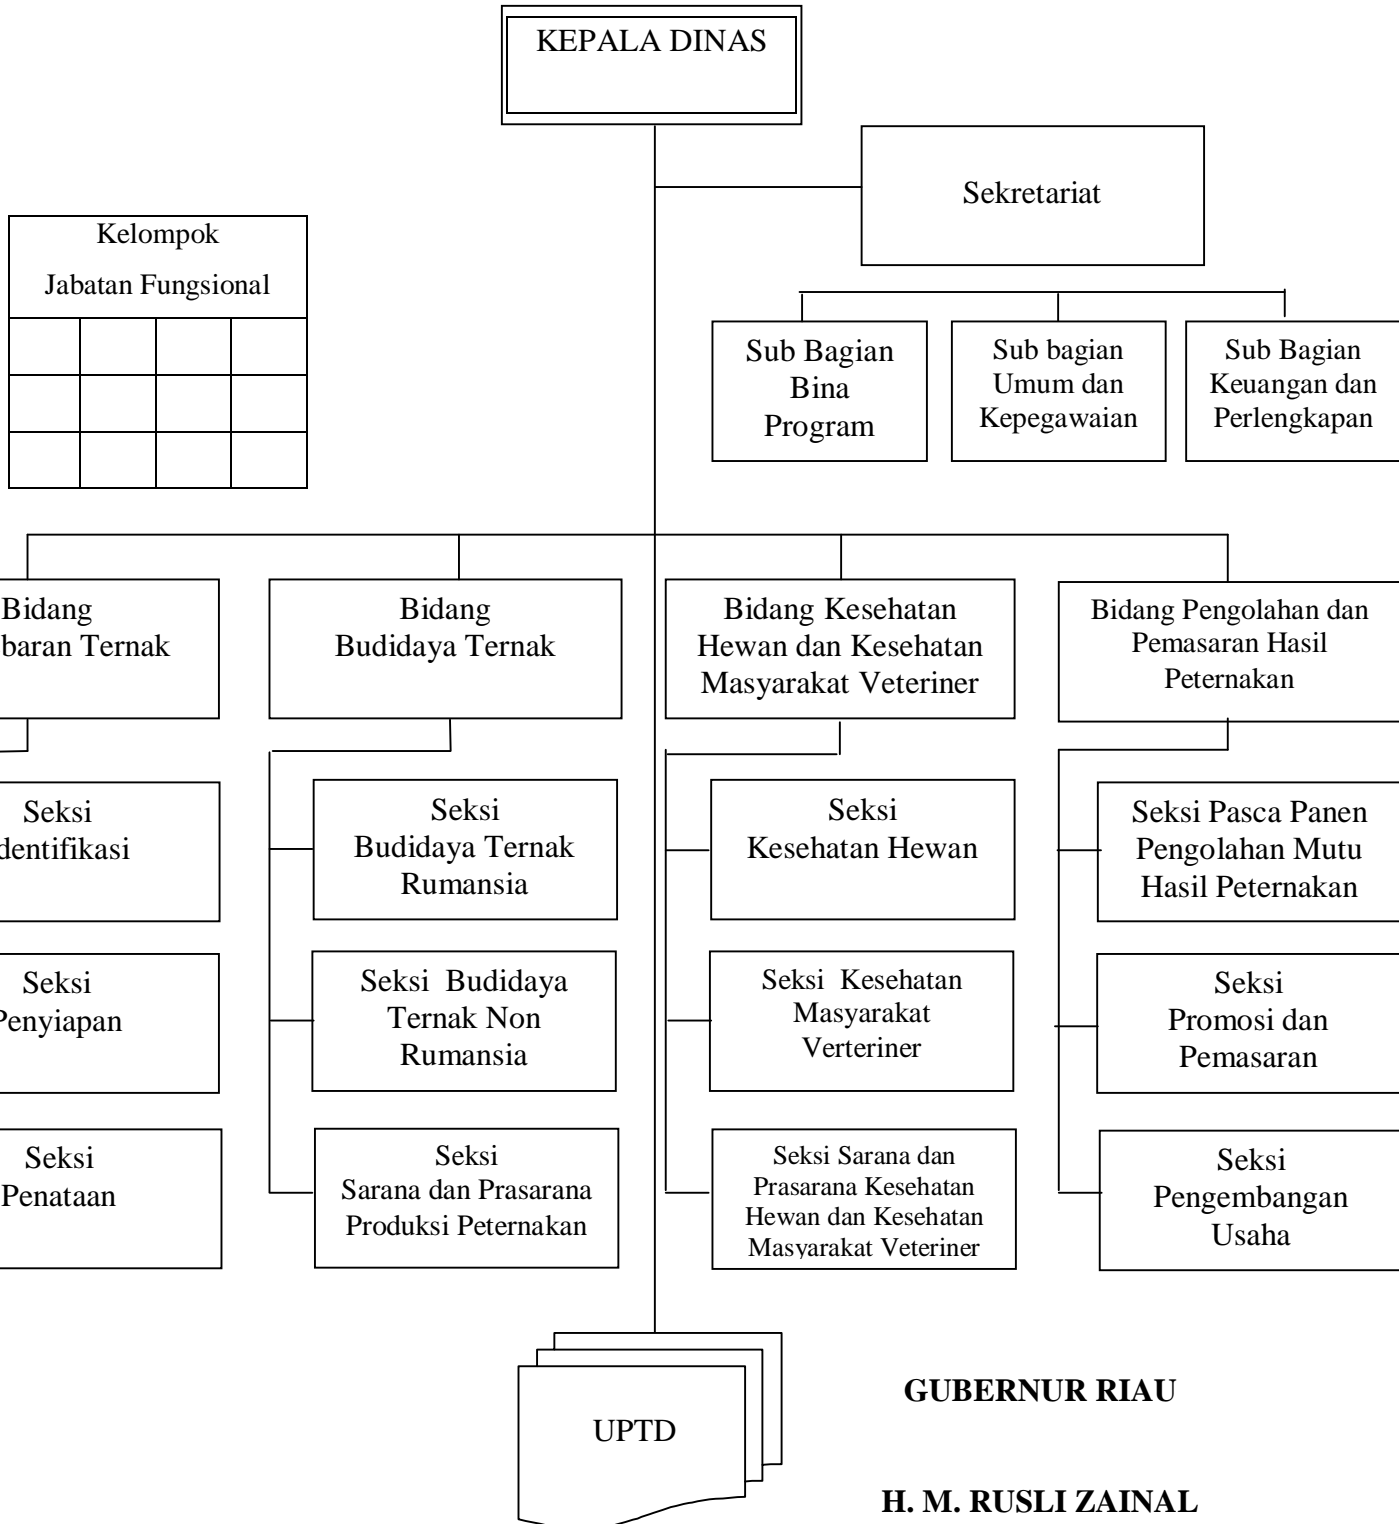 KEPALA DINAS
Sekretariat
Kelompok
Jabatan Fungsional
Sub Bagian
Bina
Program
Sub bagian
Umum dan
Kepegawaian
Sub Bagian
Keuangan dan
Perlengkapan
Bidang
baran Ternak
Bidang
Budidaya Ternak
Bidang Kesehatan
Hewan dan Kesehatan
Masyarakat Veteriner
Bidang Pengolahan dan
Pemasaran Hasil
Peternakan
Seksi
dentifikasi
Seksi
Budidaya Ternak
Rumansia
Seksi
Kesehatan Hewan
Seksi Pasca Panen
Pengolahan Mutu
Hasil Peternakan
Seksi
Penyiapan
Seksi Budidaya
Ternak Non
Rumansia
Seksi Kesehatan
Masyarakat
Verteriner
Seksi
Promosi dan
Pemasaran
Seksi
Penataan
Seksi
Sarana dan Prasarana
Produksi Peternakan
Seksi Sarana dan
Prasarana Kesehatan
Hewan dan Kesehatan
Masyarakat Veteriner
Seksi
Pengembangan
Usaha
UPTD
GUBERNUR RIAU
H. M. RUSLI ZAINAL